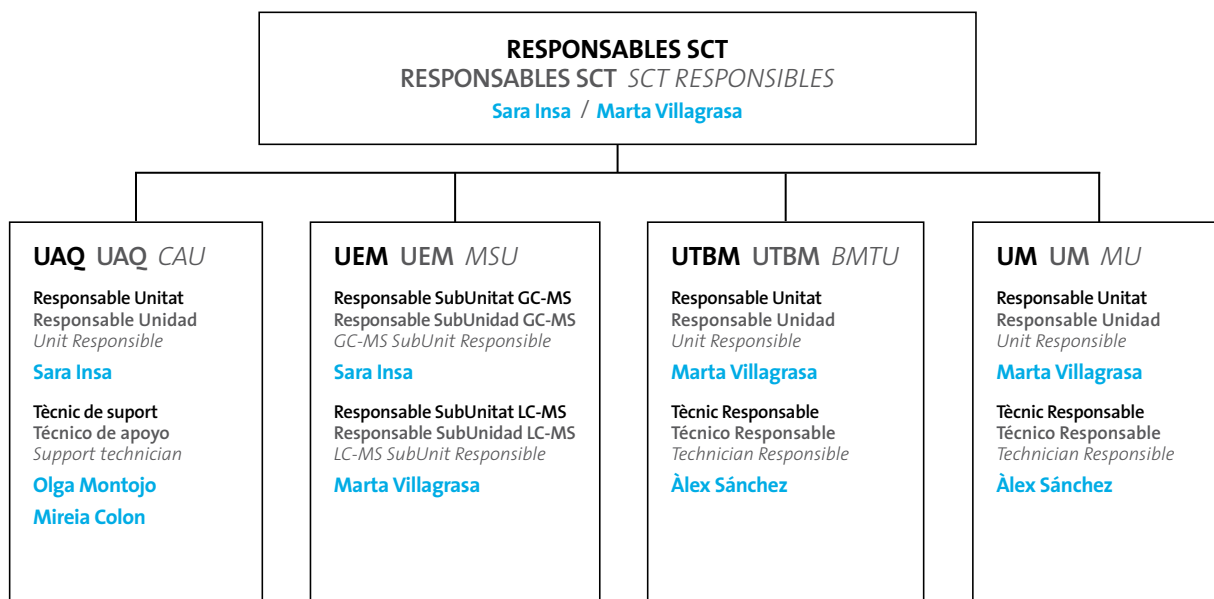 RESPONSABLES SCT
RESPONSABLES SCT SCT RESPONSIBLES
Sara Insa / Marta Villagrasa
UAQ UAQ CAU
Responsable Unitat
Responsable Unidad
Unit Responsible
Sara Insa
Tècnic de suport
Técnico de apoyo
Support technician
Olga Montojo
Mireia Colon
UEM UEM MSU
Responsable SubUnitat GC-MS
Responsable SubUnidad GC-MS
GC-MS SubUnit Responsible
Sara Insa
Responsable SubUnitat LC-MS
Responsable SubUnidad LC-MS
LC-MS SubUnit Responsible
Marta Villagrasa
UTBM UTBM BMTU
Responsable Unitat
Responsable Unidad
Unit Responsible
Marta Villagrasa
Tècnic Responsable
Técnico Responsable
Technician Responsible
Àlex Sánchez
UM UM MU
Responsable Unitat
Responsable Unidad
Unit Responsible
Marta Villagrasa
Tècnic Responsable
Técnico Responsable
Technician Responsible
Àlex Sánchez